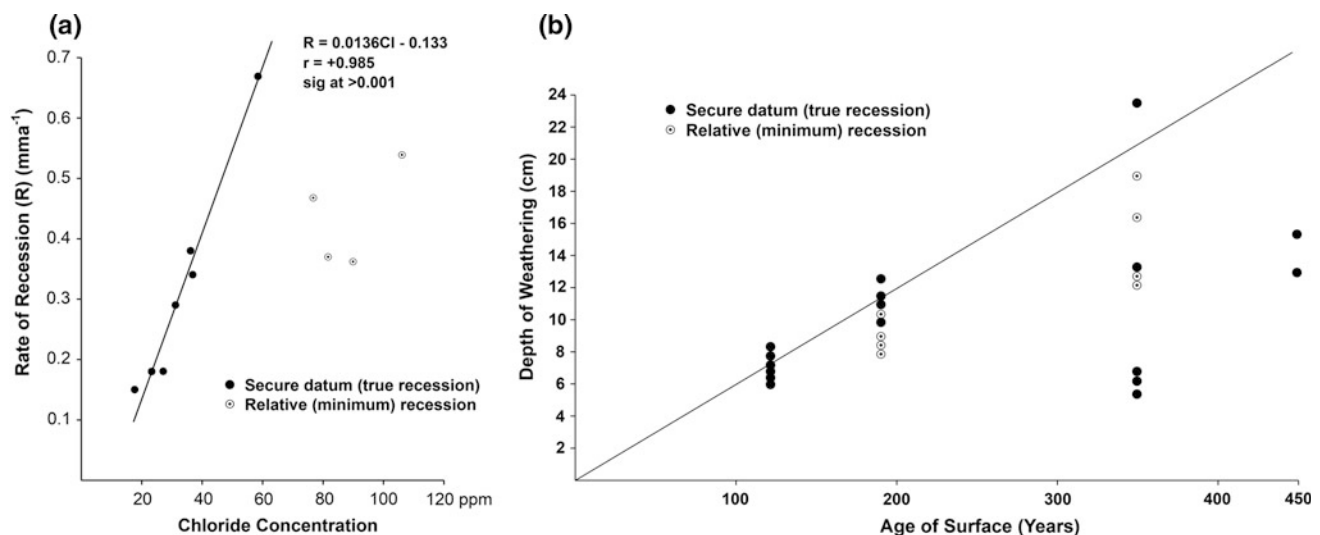 (a)
R = 0.0136Cl - 0.133
r = +0.985
sig at >0.001
0.7
0.6
0.5
0.4
0.3
0.2
0.1
Rate of Recession (R) (mma⁻¹)
Secure datum (true recession)
Relative (minimum) recession
20 40 60 80 100 120 ppm
Chloride Concentration
(b)
Secure datum (true recession)
Relative (minimum) recession
24
22
20
18
16
14
12
10
8
6
4
2
Depth of Weathering (cm)
100 200 300 400 450
Age of Surface (Years)